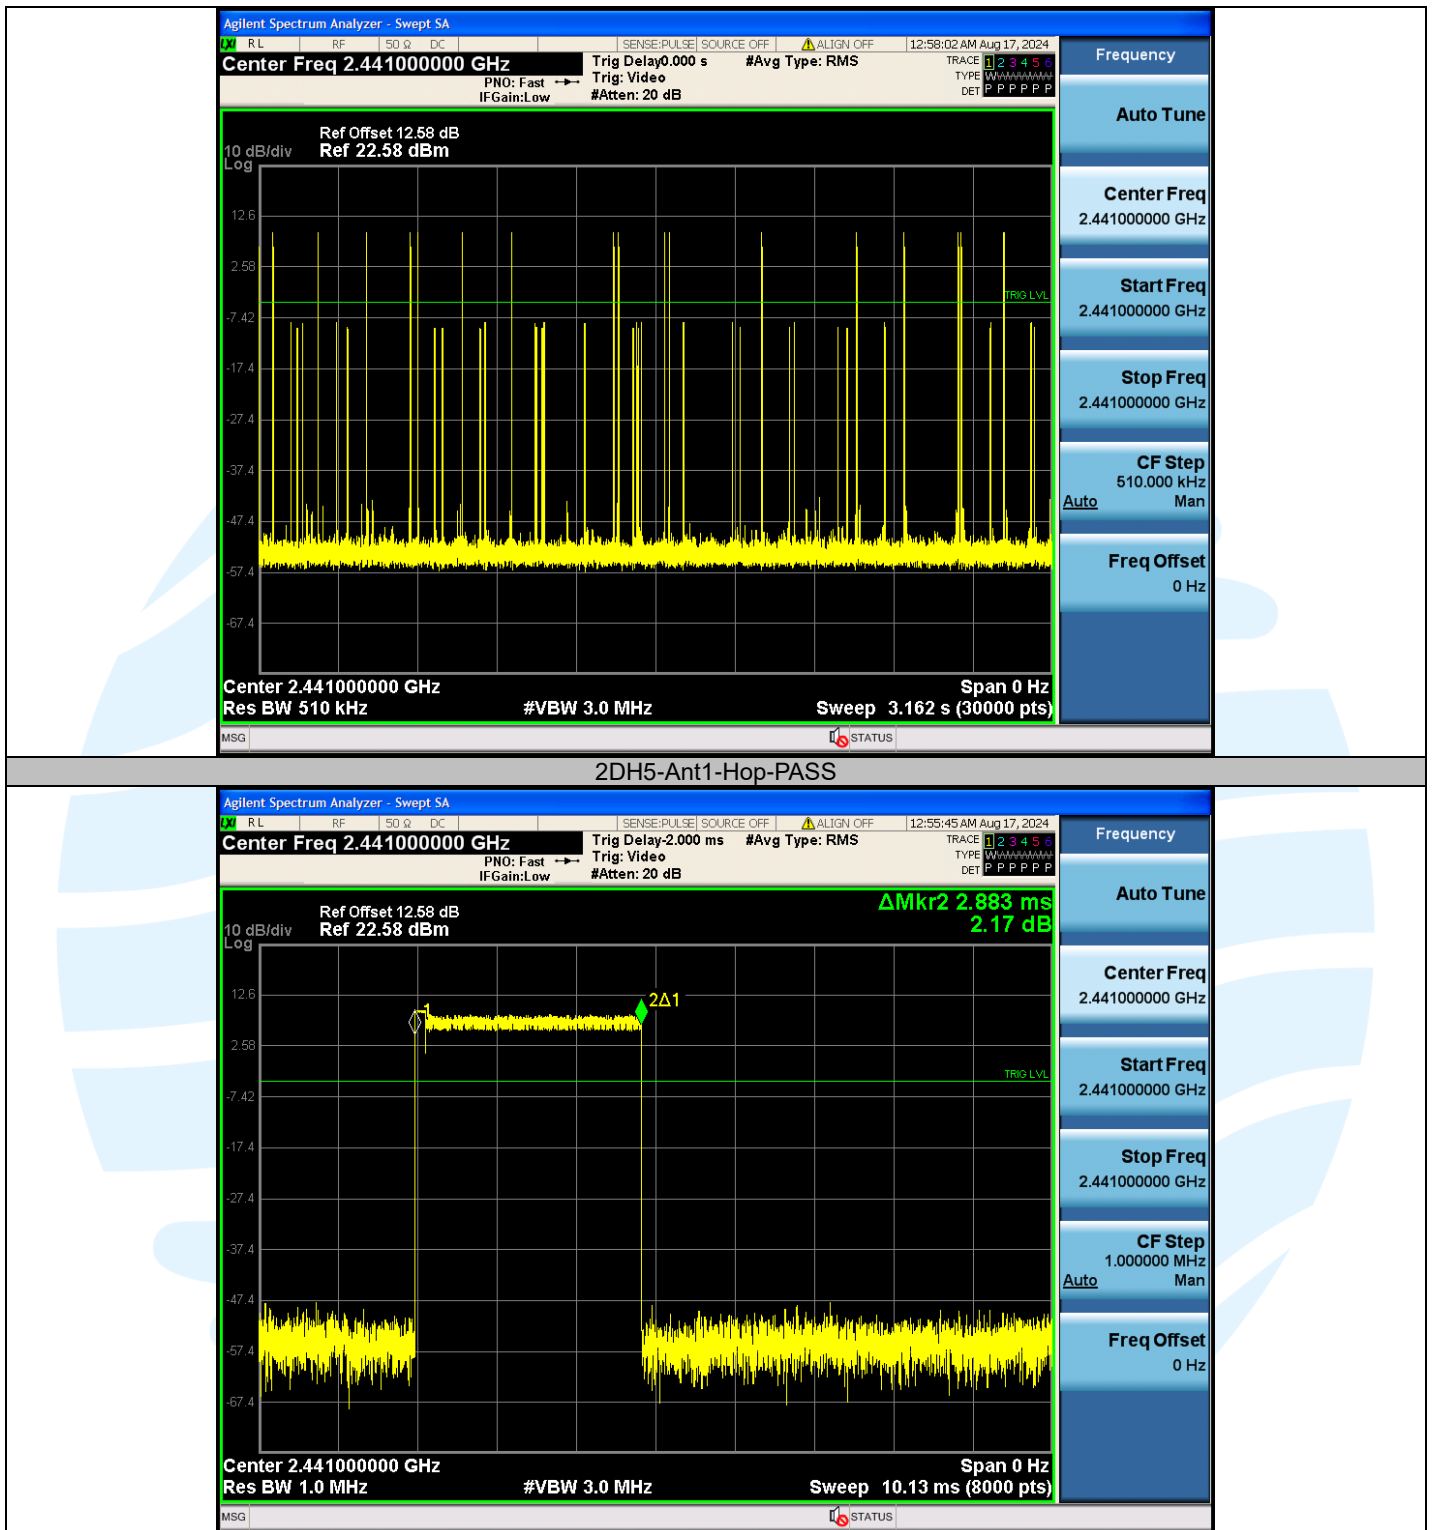 Agilent Spectrum Analyzer - Swept SA
LXI RL RF 50 Ω DC SENSE:PULSE SOURCE OFF ALIGN OFF 12:58:02 AM Aug 17, 2024
Center Freq 2.441000000 GHz
Trig Delay0.000 s #Avg Type: RMS
PNO: Fast Trig: Video
IFGain:Low #Atten: 20 dB
TRACE 1 2 3 4 5 6
TYPE WWWWWW
DET P P P P P P
Frequency
Auto Tune
Ref Offset 12.58 dB
10 dB/div Ref 22.58 dBm
Log
12.6
2.58
-7.42
-17.4
-27.4
-37.4
-47.4
-57.4
-67.4
TRIG LVL
Center Freq
2.441000000 GHz
Start Freq
2.441000000 GHz
Stop Freq
2.441000000 GHz
CF Step
510.000 kHz
Auto Man
Freq Offset
0 Hz
Center 2.441000000 GHz Span 0 Hz
Res BW 510 kHz #VBW 3.0 MHz Sweep 3.162 s (30000 pts)
MSG STATUS
2DH5-Ant1-Hop-PASS
Agilent Spectrum Analyzer - Swept SA
LXI RL RF 50 Ω DC SENSE:PULSE SOURCE OFF ALIGN OFF 12:55:45 AM Aug 17, 2024
Center Freq 2.441000000 GHz
Trig Delay-2.000 ms #Avg Type: RMS
PNO: Fast Trig: Video
IFGain:Low #Atten: 20 dB
TRACE 1 2 3 4 5 6
TYPE WWWWWW
DET P P P P P P
Frequency
Auto Tune
ΔMkr2 2.883 ms
2.17 dB
Ref Offset 12.58 dB
10 dB/div Ref 22.58 dBm
Log
12.6
2.58
-7.42
-17.4
-27.4
-37.4
-47.4
-57.4
-67.4
1
2Δ1
TRIG LVL
Center Freq
2.441000000 GHz
Start Freq
2.441000000 GHz
Stop Freq
2.441000000 GHz
CF Step
1.000000 MHz
Auto Man
Freq Offset
0 Hz
Center 2.441000000 GHz Span 0 Hz
Res BW 1.0 MHz #VBW 3.0 MHz Sweep 10.13 ms (8000 pts)
MSG STATUS